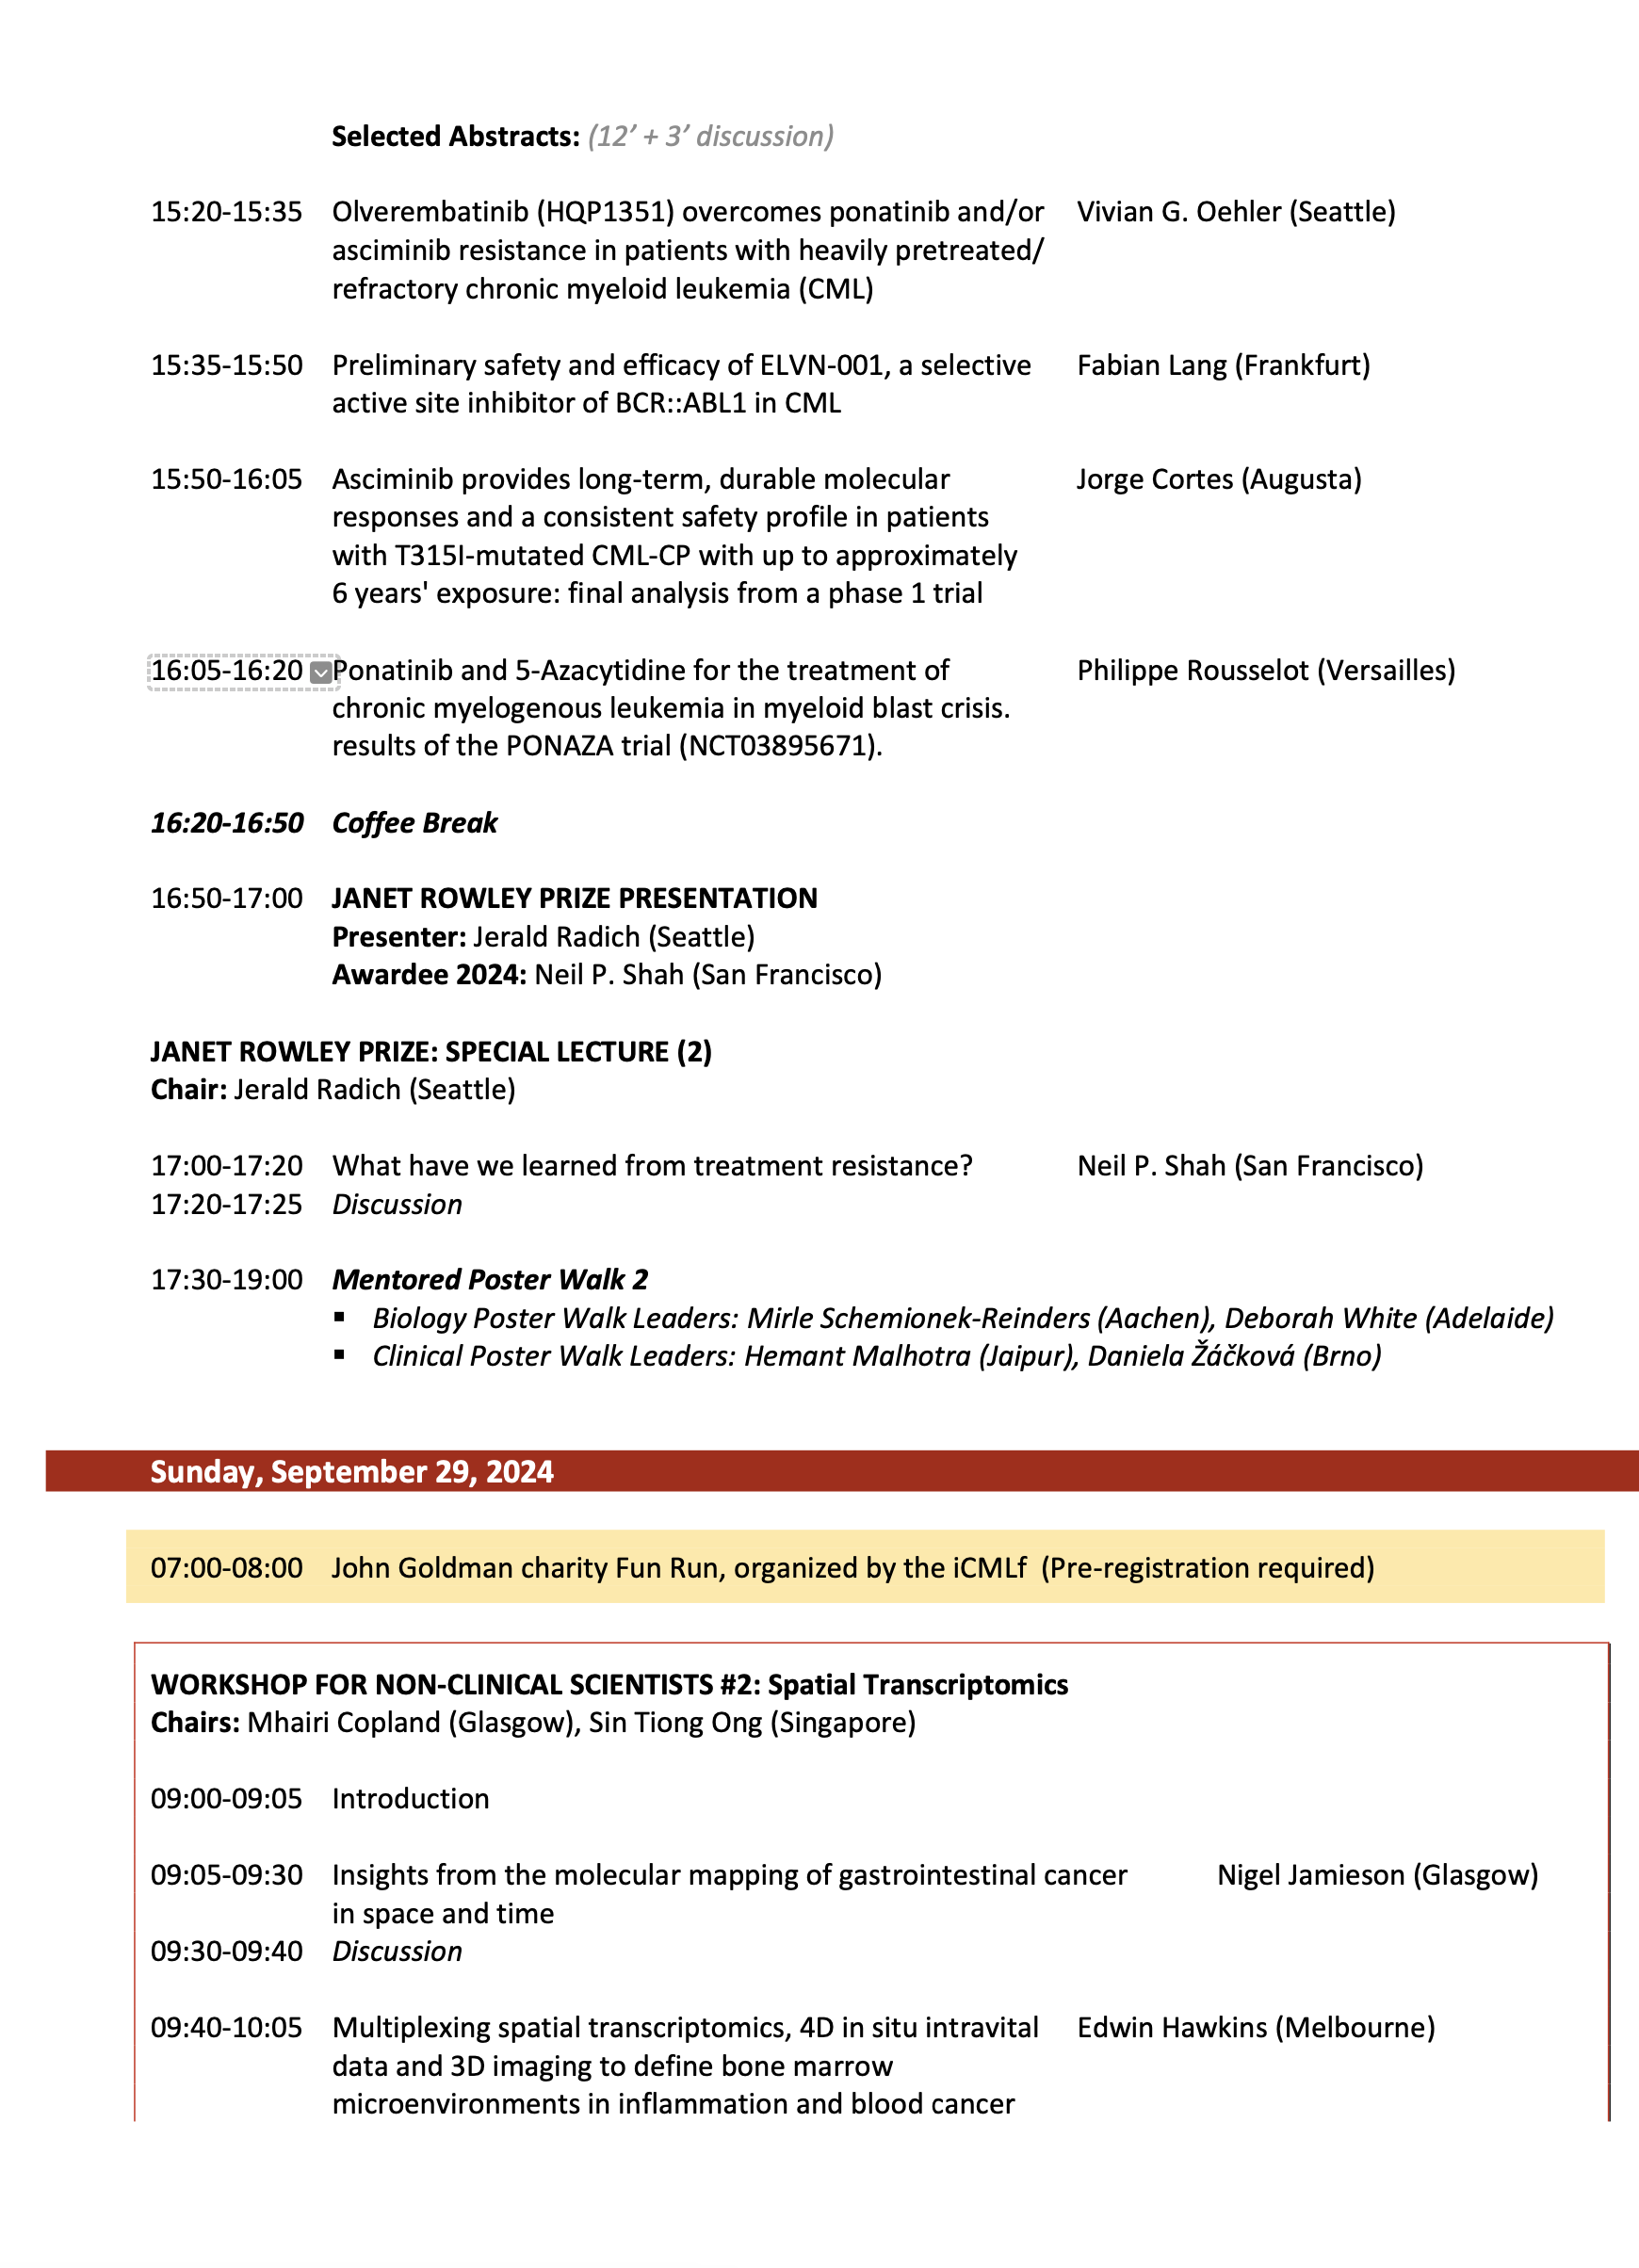 Selected Abstracts: (12’ + 3’ discussion)
15:20-15:35 Olverembatinib (HQP1351) overcomes ponatinib and/or Vivian G. Oehler (Seattle)
asciminib resistance in patients with heavily pretreated/
refractory chronic myeloid leukemia (CML)
15:35-15:50 Preliminary safety and efficacy of ELVN-001, a selective Fabian Lang (Frankfurt)
active site inhibitor of BCR::ABL1 in CML
15:50-16:05 Asciminib provides long-term, durable molecular Jorge Cortes (Augusta)
responses and a consistent safety profile in patients
with T315I-mutated CML-CP with up to approximately
6 years' exposure: final analysis from a phase 1 trial
16:05-16:20 Ponatinib and 5-Azacytidine for the treatment of Philippe Rousselot (Versailles)
chronic myelogenous leukemia in myeloid blast crisis.
results of the PONAZA trial (NCT03895671).
16:20-16:50 Coffee Break
16:50-17:00 JANET ROWLEY PRIZE PRESENTATION
Presenter: Jerald Radich (Seattle)
Awardee 2024: Neil P. Shah (San Francisco)
JANET ROWLEY PRIZE: SPECIAL LECTURE (2)
Chair: Jerald Radich (Seattle)
17:00-17:20 What have we learned from treatment resistance? Neil P. Shah (San Francisco)
17:20-17:25 Discussion
17:30-19:00 Mentored Poster Walk 2
▪ Biology Poster Walk Leaders: Mirle Schemionek-Reinders (Aachen), Deborah White (Adelaide)
▪ Clinical Poster Walk Leaders: Hemant Malhotra (Jaipur), Daniela Žáčková (Brno)
Sunday, September 29, 2024
07:00-08:00 John Goldman charity Fun Run, organized by the iCMLf (Pre-registration required)
WORKSHOP FOR NON-CLINICAL SCIENTISTS #2: Spatial Transcriptomics
Chairs: Mhairi Copland (Glasgow), Sin Tiong Ong (Singapore)
09:00-09:05 Introduction
09:05-09:30 Insights from the molecular mapping of gastrointestinal cancer Nigel Jamieson (Glasgow)
in space and time
09:30-09:40 Discussion
09:40-10:05 Multiplexing spatial transcriptomics, 4D in situ intravital Edwin Hawkins (Melbourne)
data and 3D imaging to define bone marrow
microenvironments in inflammation and blood cancer